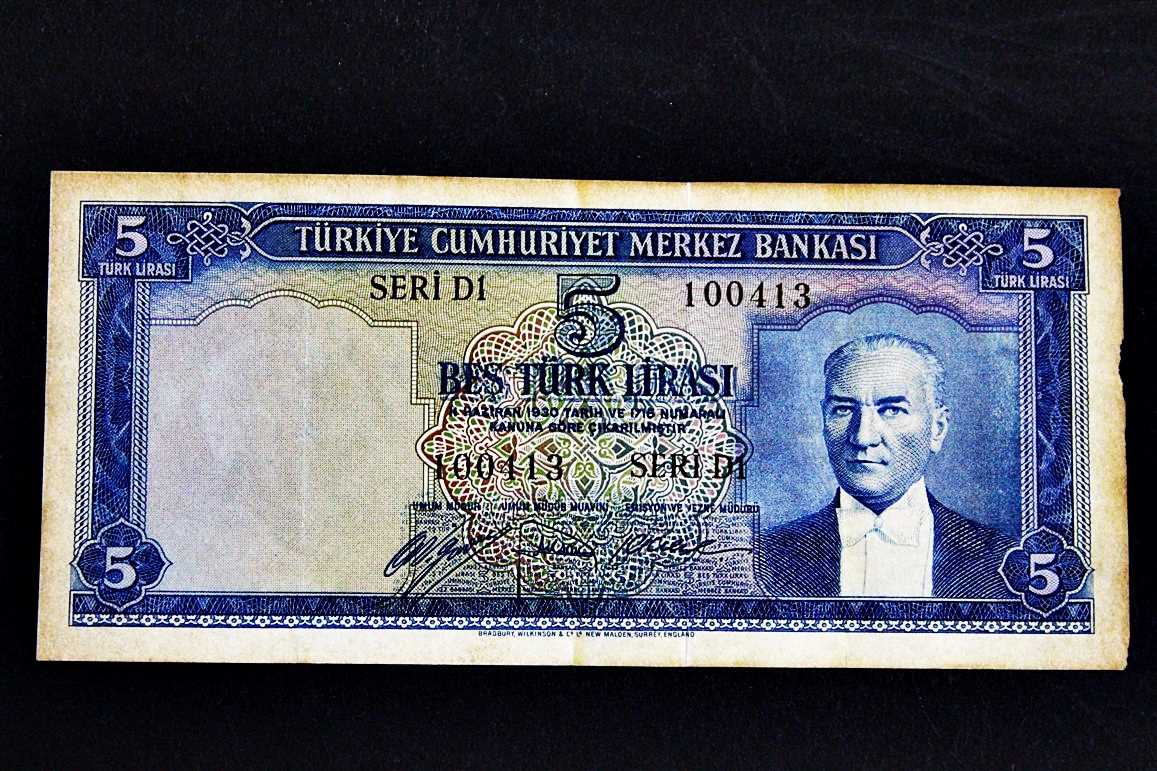 5 TÜRKİYE CUMHURİYET MERKEZ BANKASI 5
TÜRK LİRASI TÜRK LİRASI
SERİ D1 5 100413
BEŞ TÜRK LİRASI
11 HAZİRAN 1930 TARİH VE 1715 NUMARALI
KANUNA GÖRE ÇIKARILMIŞTIR
100413 SERİ D1
UMUM MÜDÜR UMUM MÜDÜR MUAVİNİ EMİSYON VE VEZNE MÜDÜRÜ
5 5
BRADBURY, WILKINSON & Cº Lᵈ NEW MALDEN, SURREY, ENGLAND